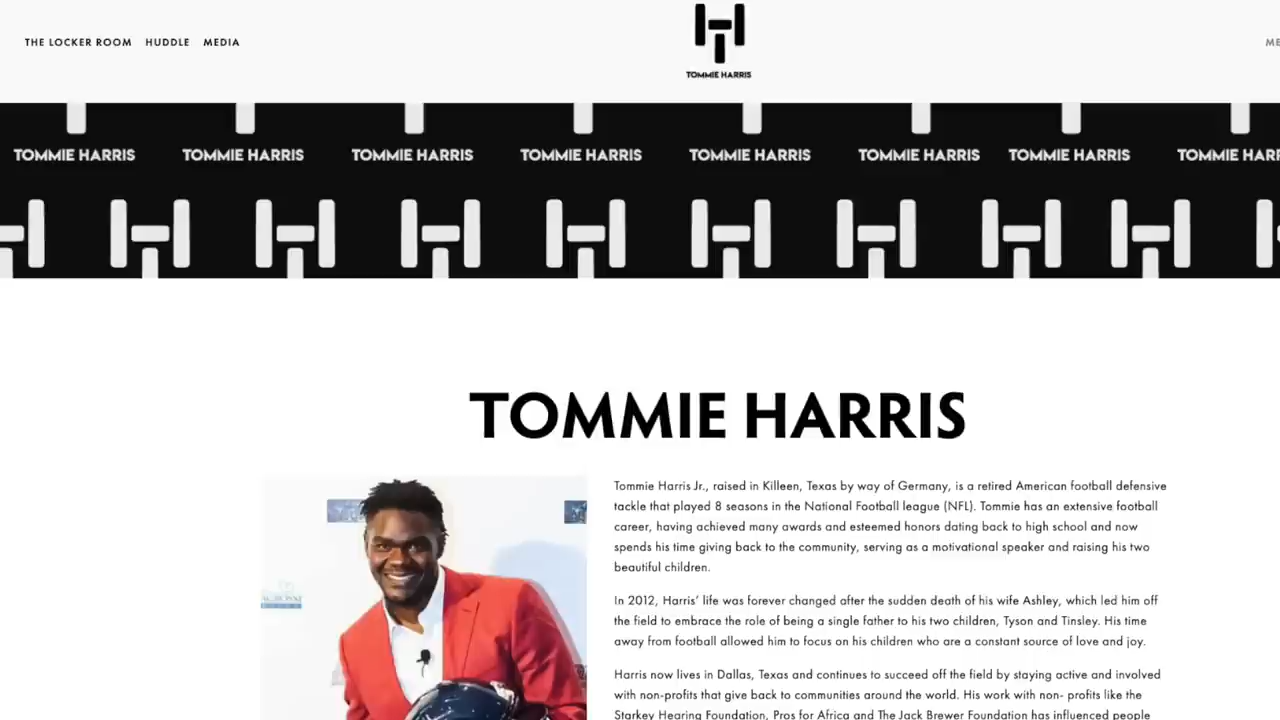 THE LOCKER ROOM HUDDLE MEDIA
TOMMIE HARRIS
TOMMIE HARRIS TOMMIE HARRIS TOMMIE HARRIS TOMMIE HARRIS TOMMIE HARRIS TOMMIE HARRIS TOMMIE HARRIS TOMMIE
TOMMIE HARRIS
Tommie Harris Jr., raised in Killeen, Texas by way of Germany, is a retired American football defensive
tackle that played 8 seasons in the National Football league (NFL). Tommie has an extensive football
career, having achieved many awards and esteemed honors dating back to high school and now
spends his time giving back to the community, serving as a motivational speaker and raising his two
beautiful children.
In 2012, Harris' life was forever changed after the sudden death of his wife Ashley, which led him off
the field to embrace the role of being a single father to his two children, Tyson and Tinsley. His time
away from football allowed him to focus on his children who are a constant source of love and joy.
Harris now lives in Dallas, Texas and continues to succeed off the field by staying active and involved
with non-profits that give back to communities around the world. His work with non- profits like the
Starkey Hearing Foundation, Pros for Africa and The Jack Brewer Foundation has influenced people